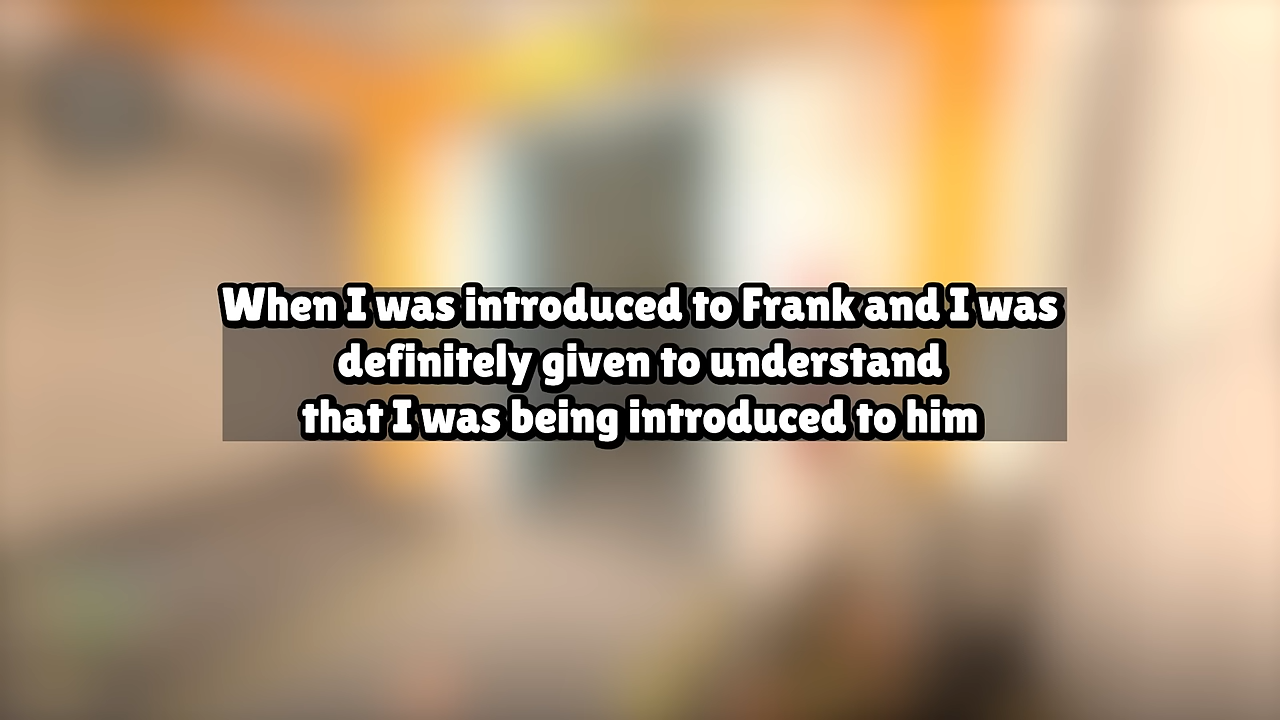 When I was introduced to Frank and I was
definitely given to understand
that I was being introduced to him